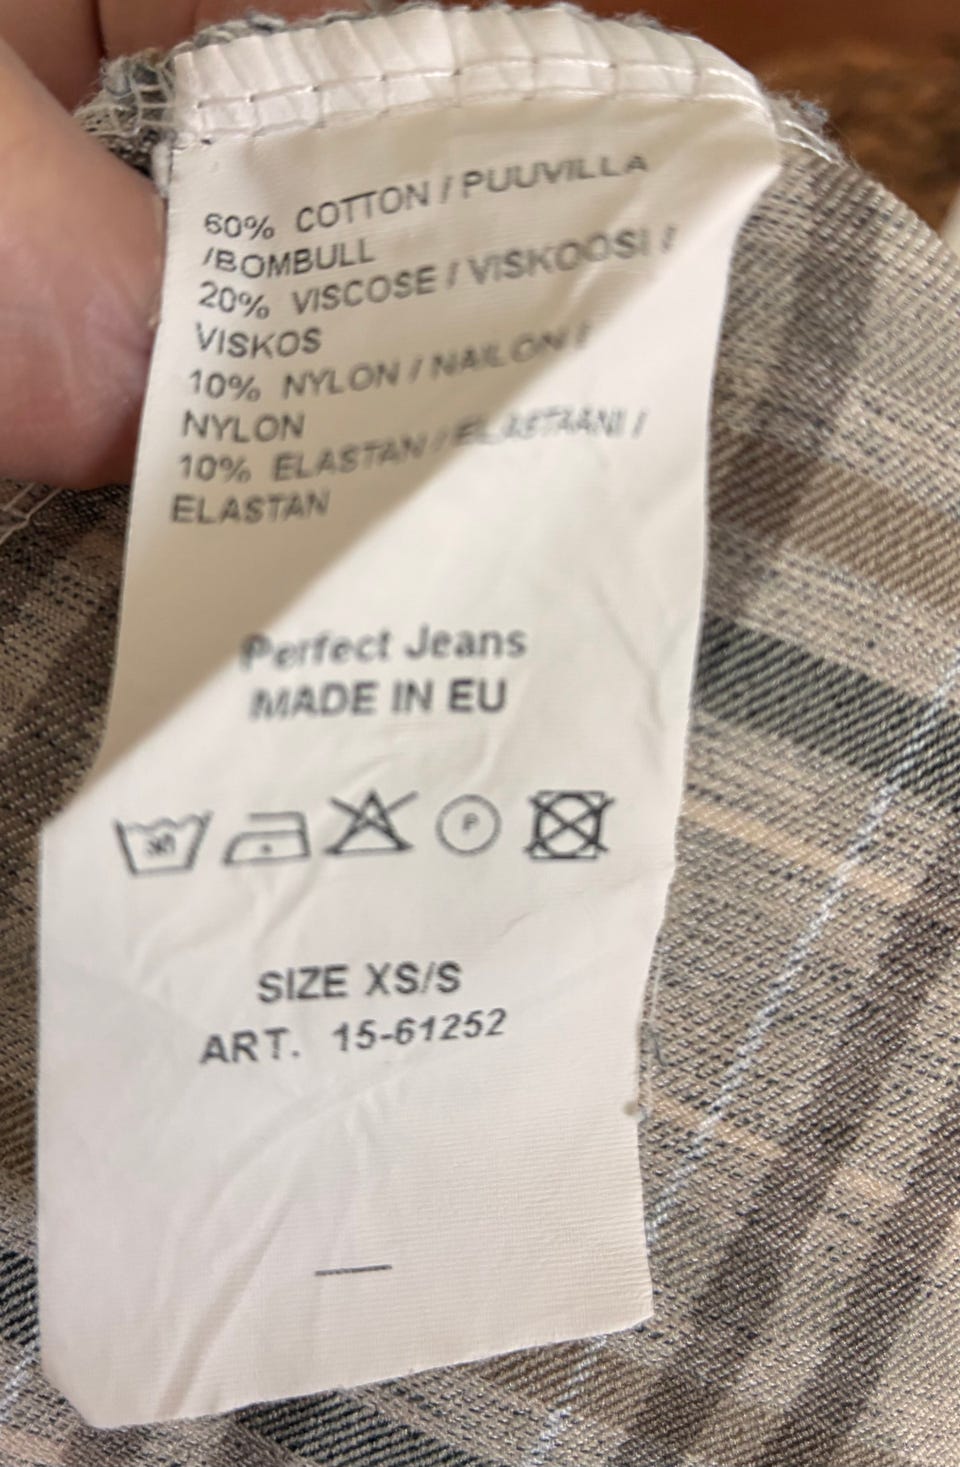 60% COTTON / PUUVILLA
/BOMBULL
20% VISCOSE / VISKOOSI /
VISKOS
10% NYLON / NAILON /
NYLON
10% ELASTAN / ELASTAANI /
ELASTAN
Perfect Jeans
MADE IN EU
30 P
SIZE XS/S
ART. 15-61252